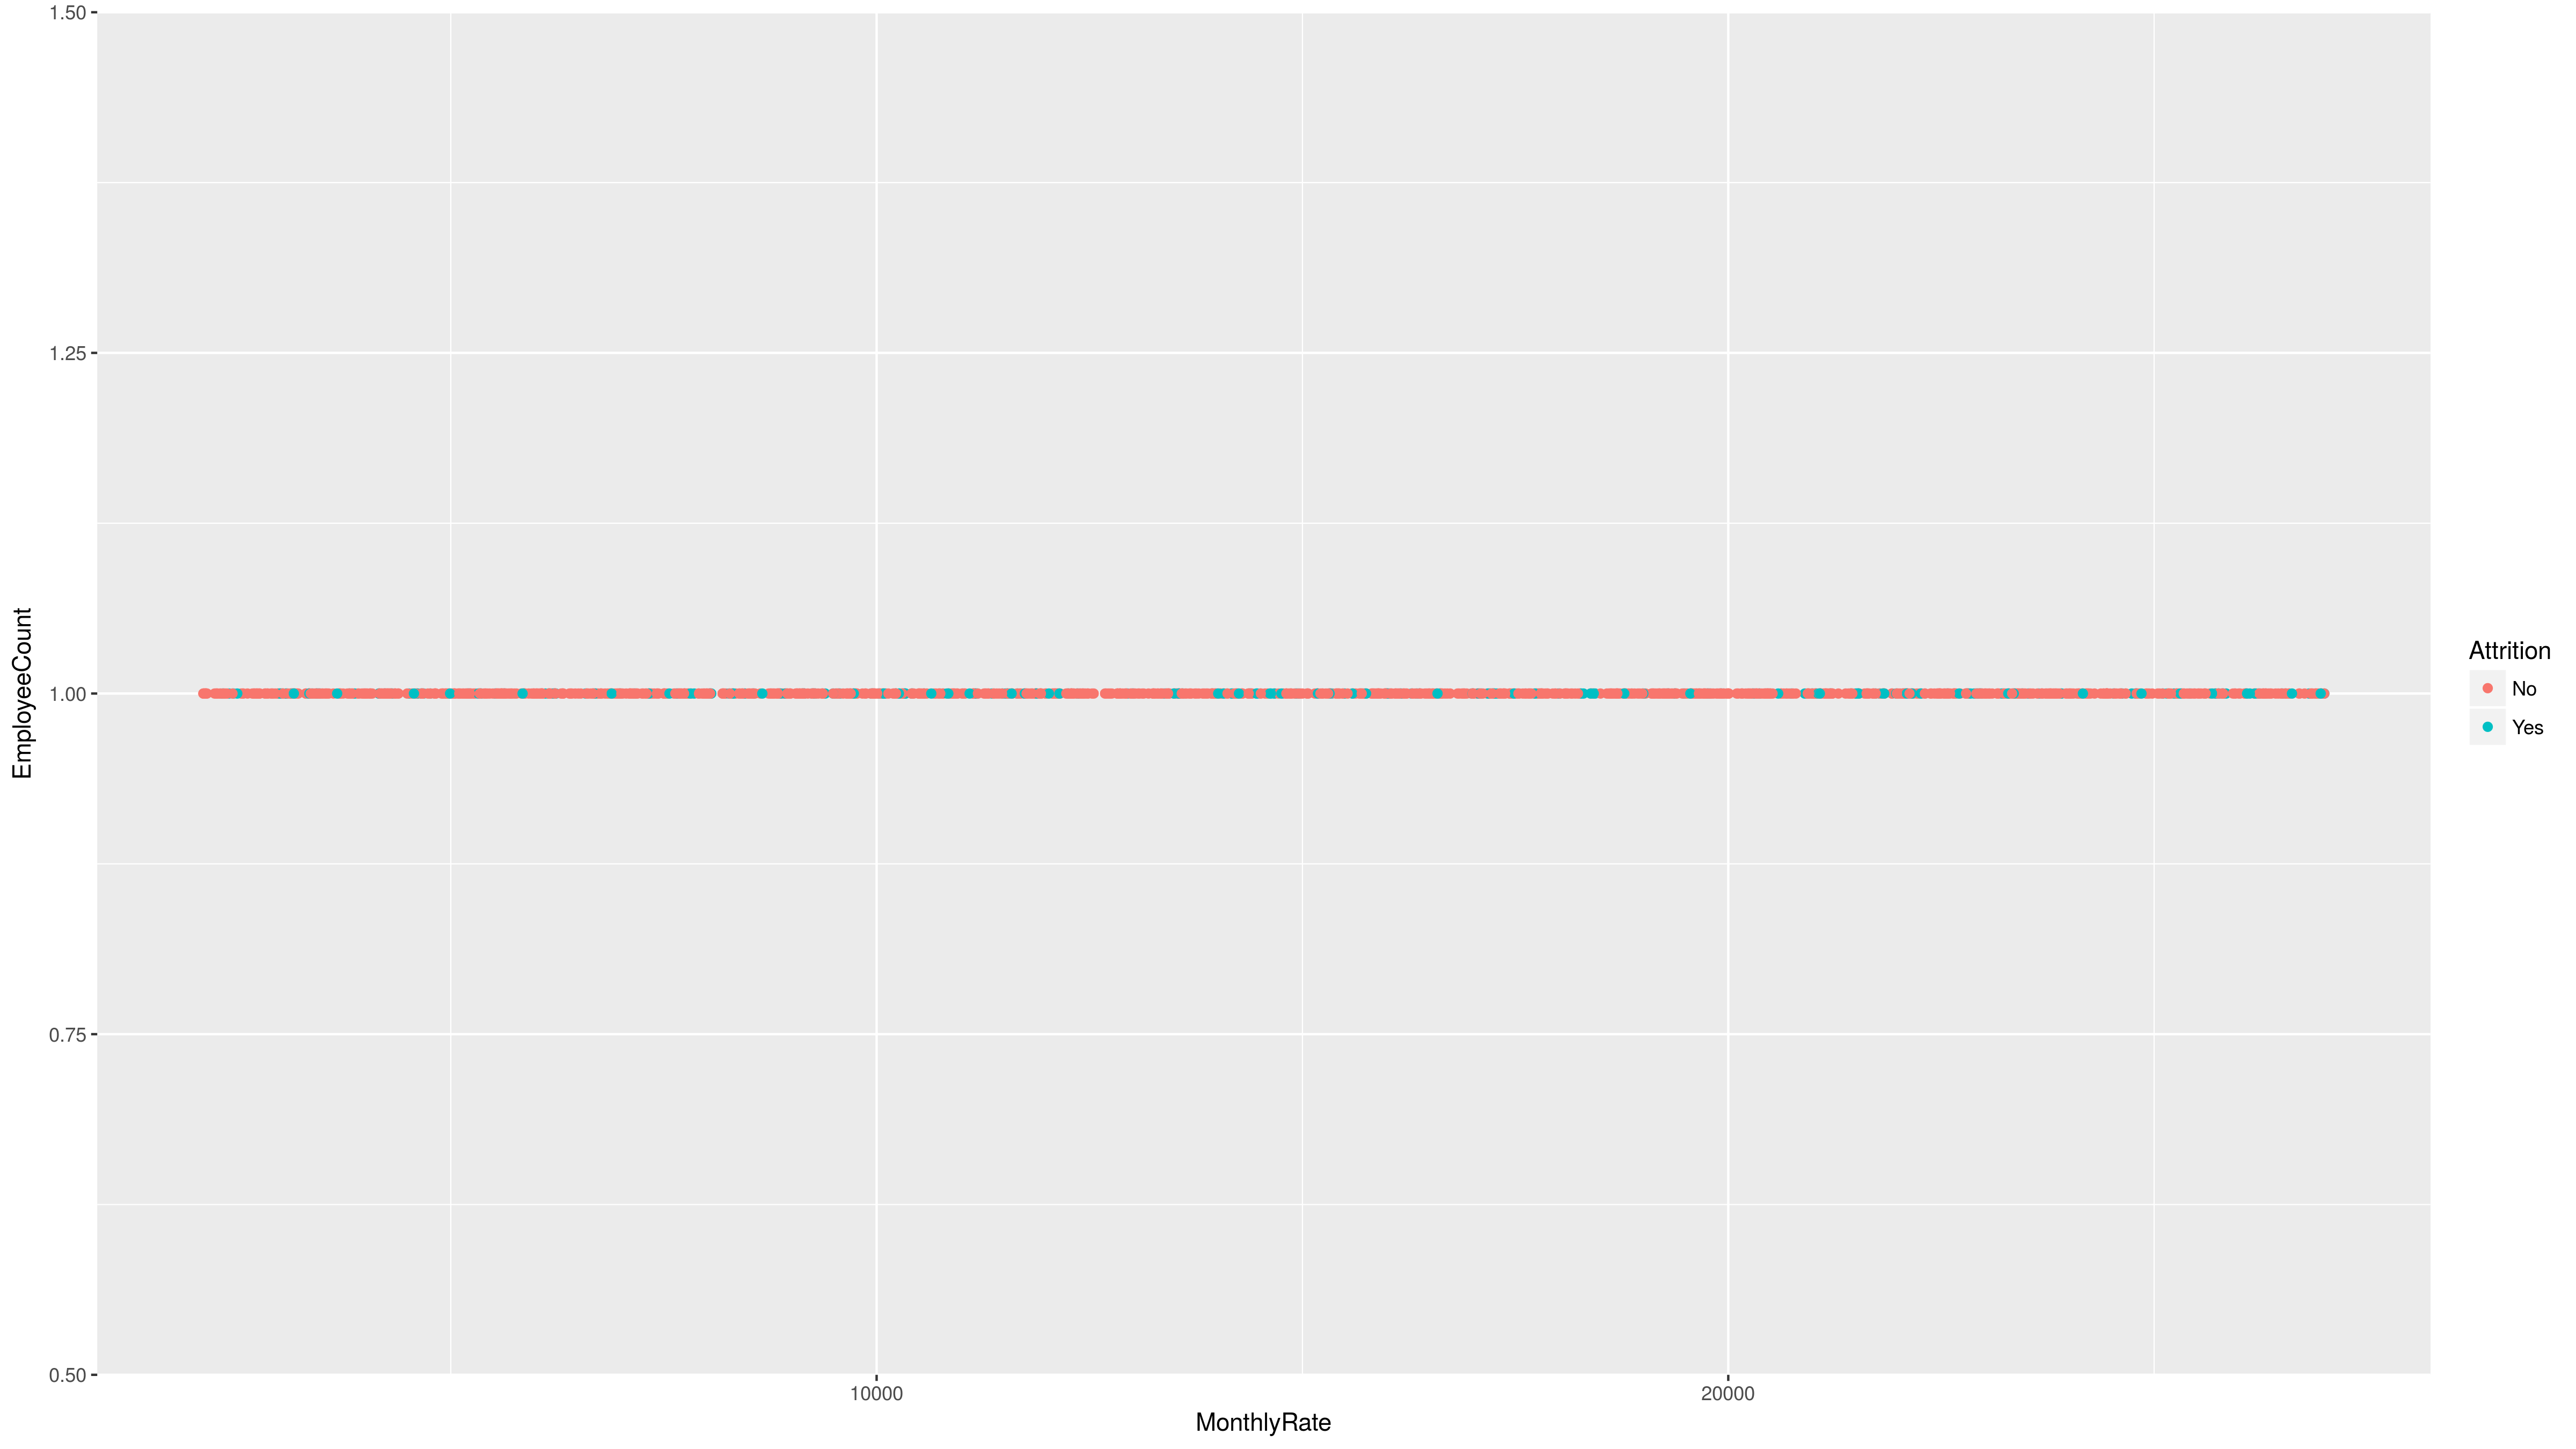 1.50
1.25
1.00
0.75
0.50
EmployeeCount
10000
20000
MonthlyRate
Attrition
No
Yes